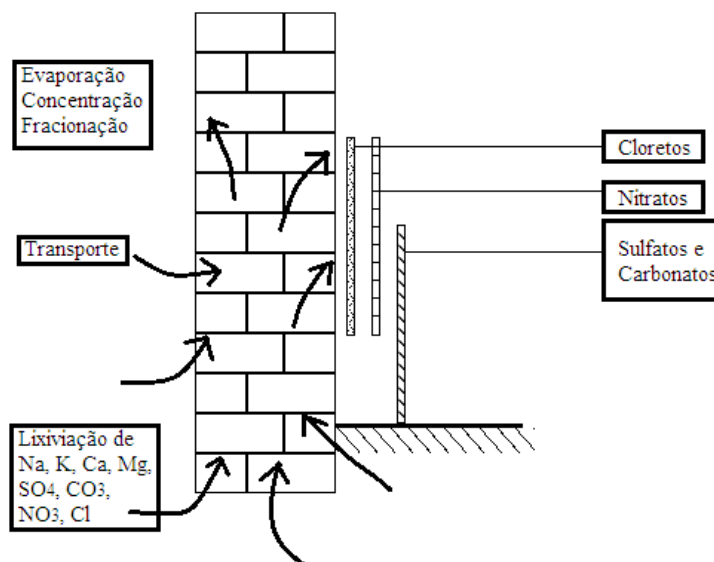 Evaporação
Concentração
Fracionação
Cloretos
Nitratos
Transporte
Sulfatos e
Carbonatos
Lixiviação de
Na, K, Ca, Mg,
SO4, CO3,
NO3, Cl